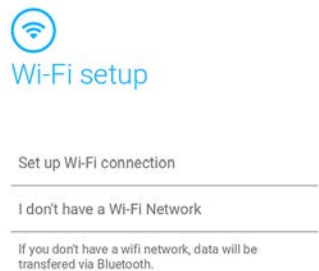 Wi-Fi setup
Set up Wi-Fi connection
I don't have a Wi-Fi Network
If you don't have a wifi network, data will be
transfered via Bluetooth.